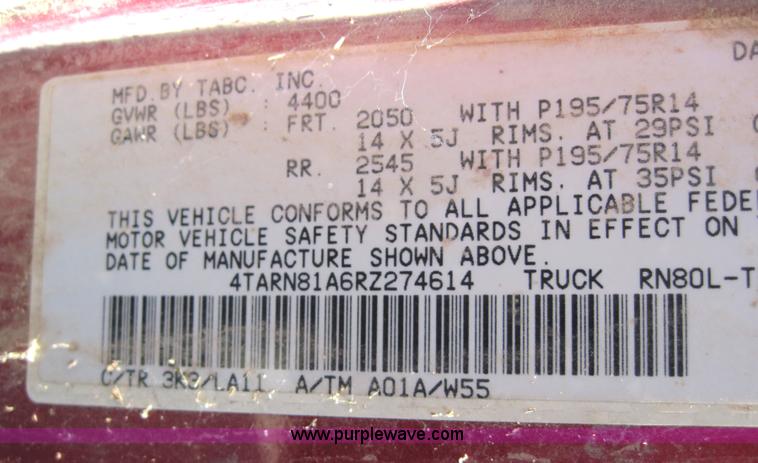 DA
MFD.BY TABC. INC.
GVWR (LBS) : 4400
GAWR (LBS) : FRT. 2050 WITH P195/75R14
14 X 5J RIMS. AT 29PSI
RR. 2545 WITH P195/75R14
14 X 5J RIMS. AT 35PSI
THIS VEHICLE CONFORMS TO ALL APPLICABLE FEDE
MOTOR VEHICLE SAFETY STANDARDS IN EFFECT ON
DATE OF MANUFACTURE SHOWN ABOVE.
4TARN81A6RZ274614 TRUCK RN80L-T
C/TR 3K3/LA11 A/TM A01A/W55
www.purplewave.com